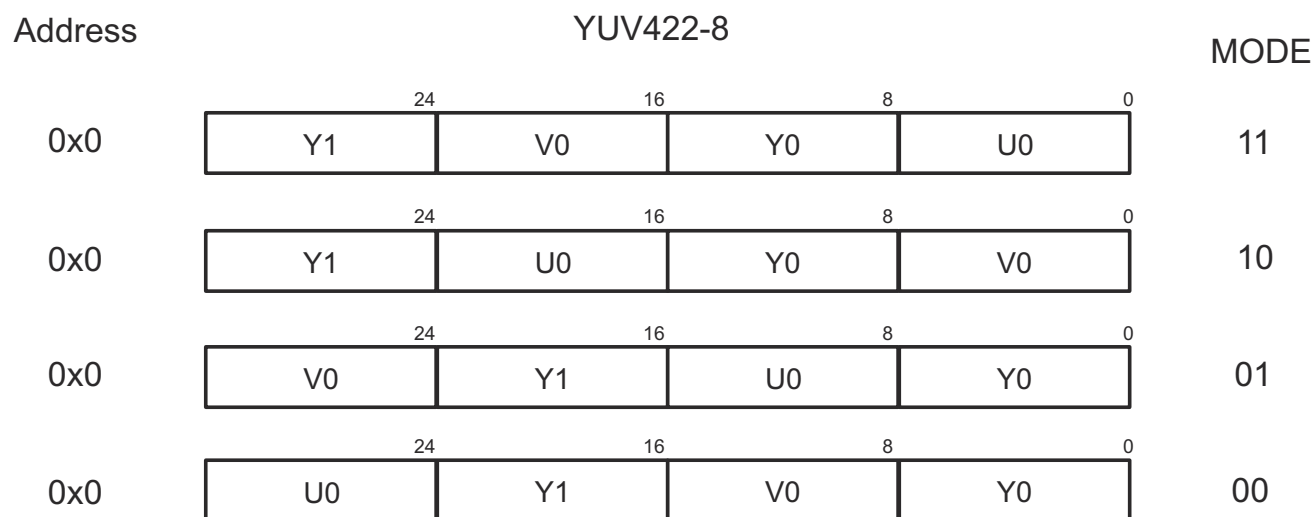 Address YUV422-8 MODE
24 16 8 0
0x0 Y1 V0 Y0 U0 11
24 16 8 0
0x0 Y1 U0 Y0 V0 10
24 16 8 0
0x0 V0 Y1 U0 Y0 01
24 16 8 0
0x0 U0 Y1 V0 Y0 00